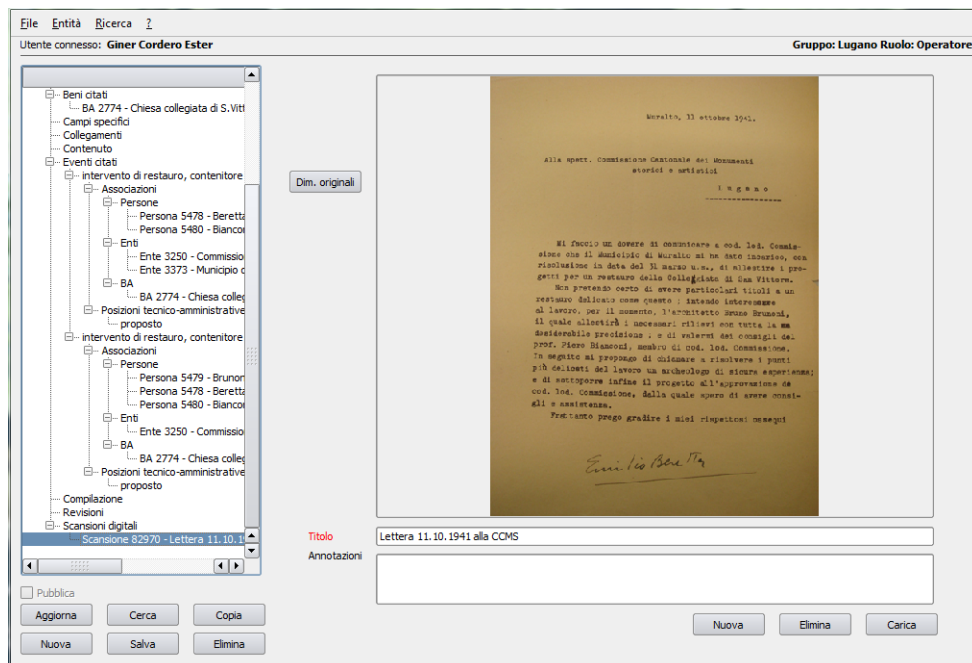 File Entità Ricerca ?
Utente connesso: Giner Cordero Ester
Gruppo: Lugano Ruolo: Operatore
Beni citati
BA 2774 - Chiesa collegiata di S.Vitt
Campi specifici
Collegamenti
Contenuto
Eventi citati
intervento di restauro, contenitore
Associazioni
Persone
Persona 5478 - Beretta
Persona 5480 - Biancor
Enti
Ente 3250 - Commissio
Ente 3373 - Municipio d
BA
BA 2774 - Chiesa colleg
Posizioni tecnico-amministrative
proposto
intervento di restauro, contenitore
Associazioni
Persone
Persona 5479 - Brunon
Persona 5478 - Beretta
Persona 5480 - Biancor
Enti
Ente 3250 - Commissio
BA
BA 2774 - Chiesa colleg
Posizioni tecnico-amministrative
proposto
Compilazione
Revisioni
Scansioni digitali
Scansione 82970 - Lettera 11.10.19
Pubblica
Aggiorna Cerca Copia
Nuova Salva Elimina
Dim. originali
Muralto, 11 ottobre 1941.
Alla spett. Commissione Cantonale dei Monumenti
storici e artistici
Lugano
Mi faccio un dovere di comunicare a cod. lod. Commis-
sione che il Municipio di Muralto mi ha dato incarico, con
risoluzione in data del 31 marzo u.s., di allestire i pro-
getti per un restauro della Collegiata di San Vittore.
Non pretendo certo di avere particolari titoli a un
restauro delicato come questo ; intendo interessare
al lavoro, per il momento, l'architetto Bruno Brunoni,
il quale allestirà i necessari rilievi con tutta la
desiderabile precisione ; e di valermi dei consigli del
prof. Piero Bianconi, membro di cod. lod. Commissione.
In seguito mi propongo di chiamare a risolvere i punti
più delicati del lavoro un archeologo di sicura esperienza;
e di sottoporre infine il progetto all'approvazione de
cod. lod. Commissione, dalla quale spero di avere consi-
gli e assistenza.
Frattanto prego gradire i miei rispettosi ossequi
Emilio Beretta
Titolo
Lettera 11.10.1941 alla CCMS
Annotazioni
Nuova Elimina Carica